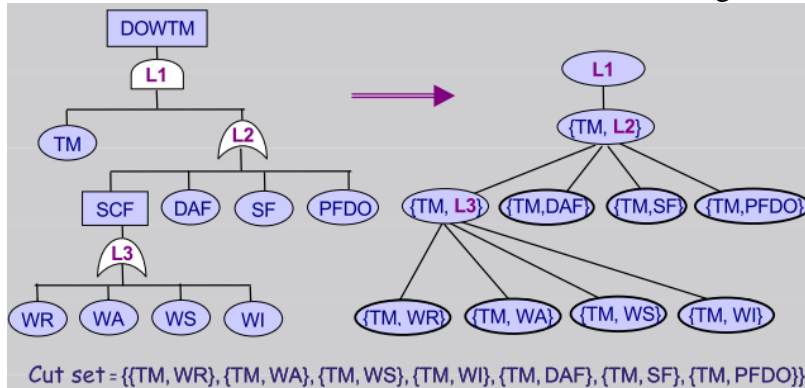 DOWTM
L1
L1
TM
L2
{TM, L2}
SCF
DAF
SF
PFDO
{TM, L3}
{TM,DAF}
{TM,SF}
{TM,PFDO}
L3
WR
WA
WS
WI
{TM, WR}
{TM, WA}
{TM, WS}
{TM, WI}
Cut set = {{TM, WR}, {TM, WA}, {TM, WS}, {TM, WI}, {TM, DAF}, {TM, SF}, {TM, PFDO}}